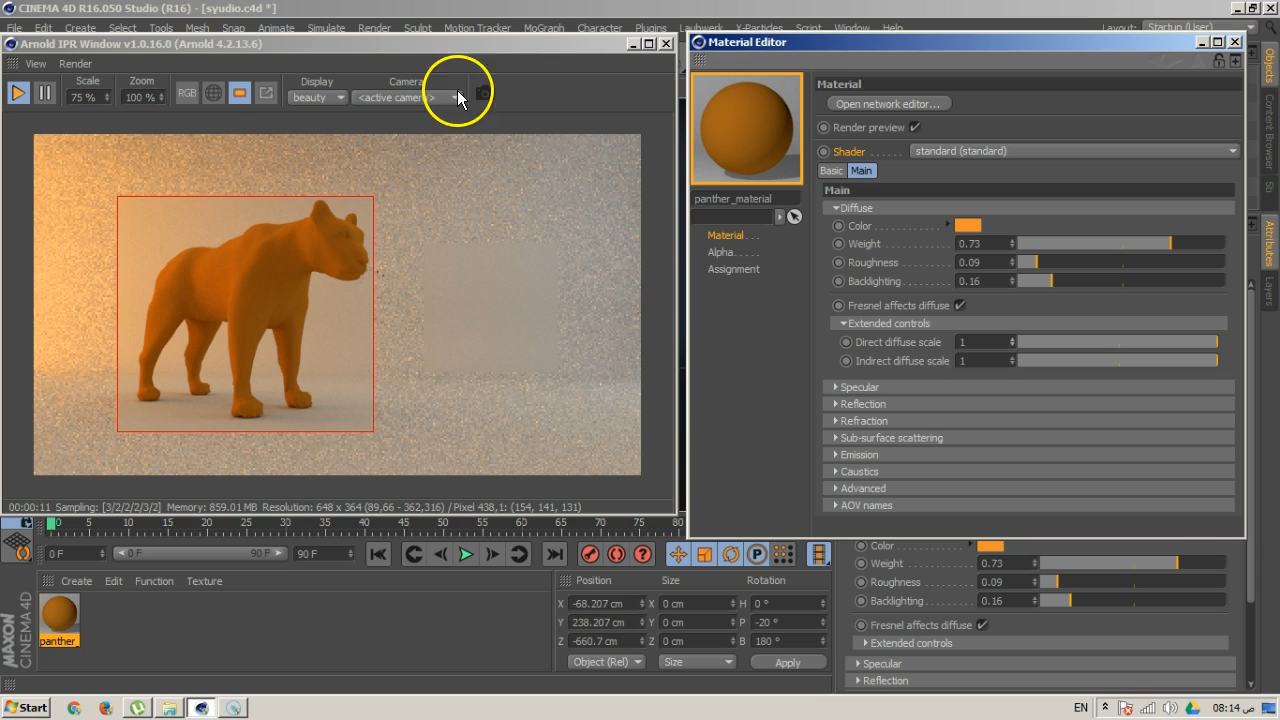 CINEMA 4D R16.050 Studio (R16) - [syudio.c4d *]
File Edit Create Select Tools Mesh Snap Animate Simulate Render Sculpt Motion Tracker MoGraph Character Plugins Laubwerk X-Particles Script Window Layout: Startup (User)
Arnold IPR Window v1.0.16.0 (Arnold 4.2.13.6)
View Render
Scale Zoom Display Camera
75 % 100 % RGB beauty <active camera>
00:00:11 Sampling: [3/2/2/2/3/2] Memory: 859.01 MB Resolution: 648 x 364 (89,66 - 362,316) / Pixel 438,1: (154, 141, 131)
Material Editor
Material
Open network editor...
Render preview
Shader standard (standard)
Basic Main
panther_material
Main
Diffuse
Color
Material
Weight 0.73
Alpha
Roughness 0.09
Assignment
Backlighting 0.16
Fresnel affects diffuse
Extended controls
Direct diffuse scale 1
Indirect diffuse scale 1
Specular
Reflection
Refraction
Sub-surface scattering
Emission
Caustics
Advanced
AOV names
Objects
Content Browser
Attributes
Layers
0 5 10 15 20 25 30 35 40 45 50 55 60 65 70 75 80
0 F 0 F 90 F 90 F
P
Create Edit Function Texture
panther_
Position Size Rotation
X -68.207 cm X 0 cm H 0 °
Y 238.207 cm Y 0 cm P -20 °
Z -660.7 cm Z 0 cm B 180 °
Object (Rel) Size Apply
Color
Weight 0.73
Roughness 0.09
Backlighting 0.16
Fresnel affects diffuse
Extended controls
Specular
Reflection
MAXON
CINEMA 4D
Start EN 08:14 ص